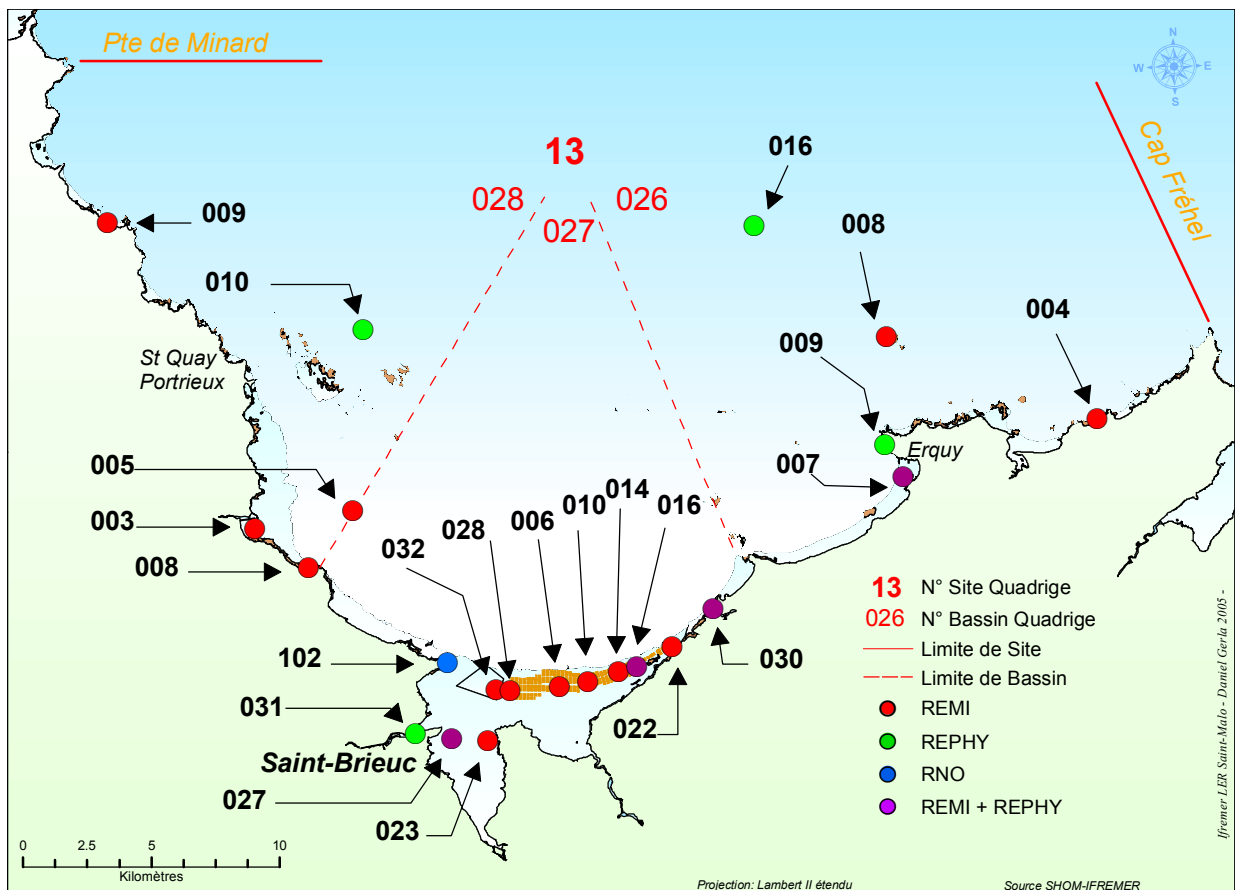 Pte de Minard
N
W
E
S
13
016
028
026
027
Cap Fréhel
009
008
010
004
009
St Quay
Portrieux
Erquy
005
007
014
010
016
006
003
028
032
008
13 N° Site Quadrige
026 N° Bassin Quadrige
Limite de Site
030
102
Limite de Bassin
REMI
031
022
REPHY
Saint-Brieuc
RNO
027
REMI + REPHY
023
0 2.5 5 10
Kilomètres
Projection: Lambert II étendu
Source SHOM-IFREMER
Ifremer LER Saint-Malo - Daniel Gerla 2005 -